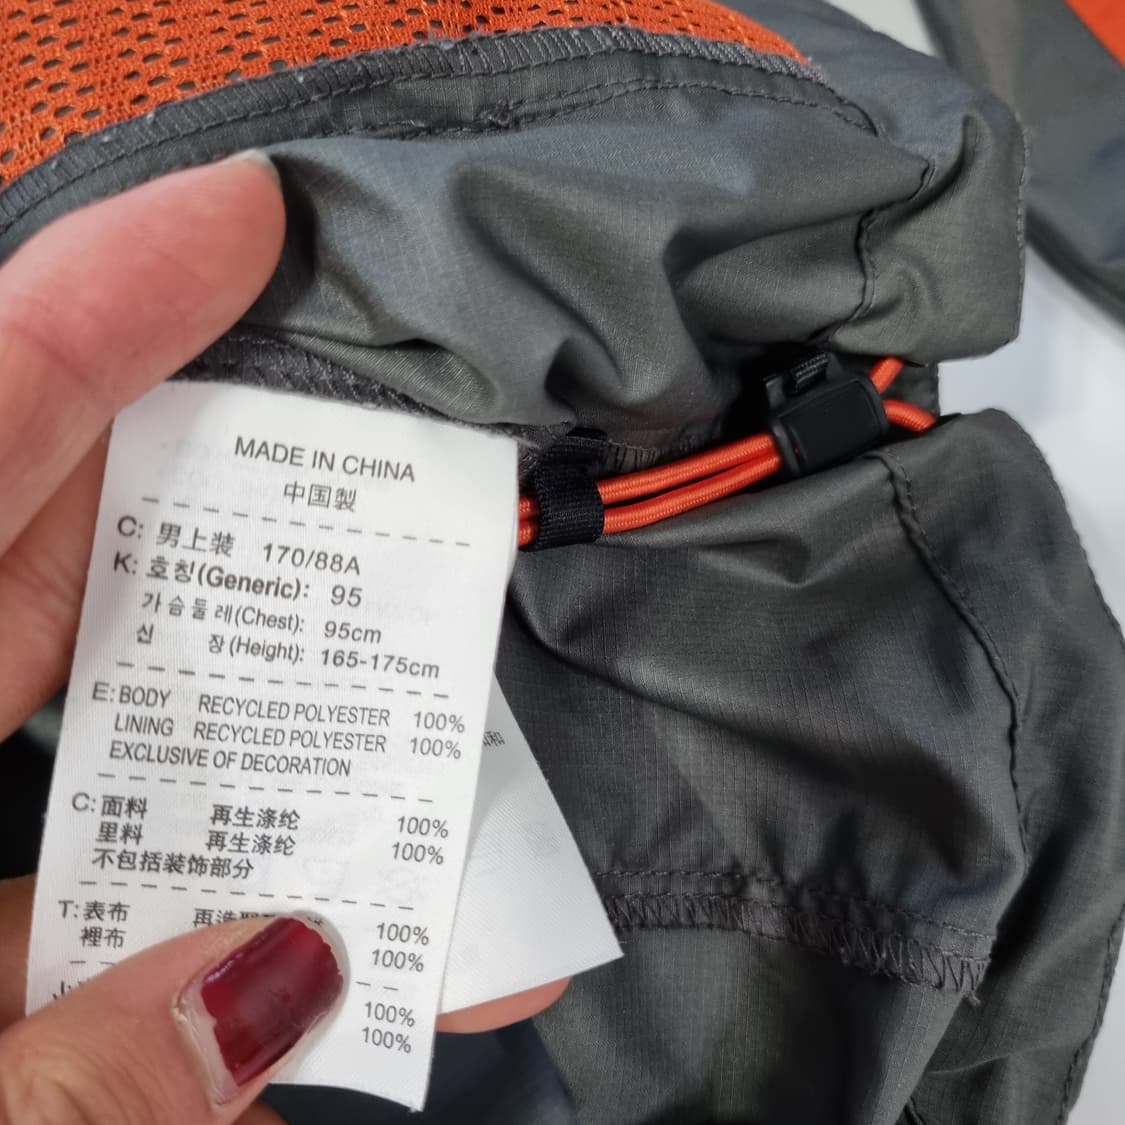 MADE IN CHINA
中国製
C: 男上装 170/88A
K: 호칭(Generic): 95
가슴둘레(Chest): 95cm
신 장(Height): 165-175cm
E: BODY RECYCLED POLYESTER 100%
LINING RECYCLED POLYESTER 100%
EXCLUSIVE OF DECORATION
C: 面料 再生涤纶 100%
里料 再生涤纶 100%
不包括装饰部分
T: 表布 100%
裡布 100%
100%
100%